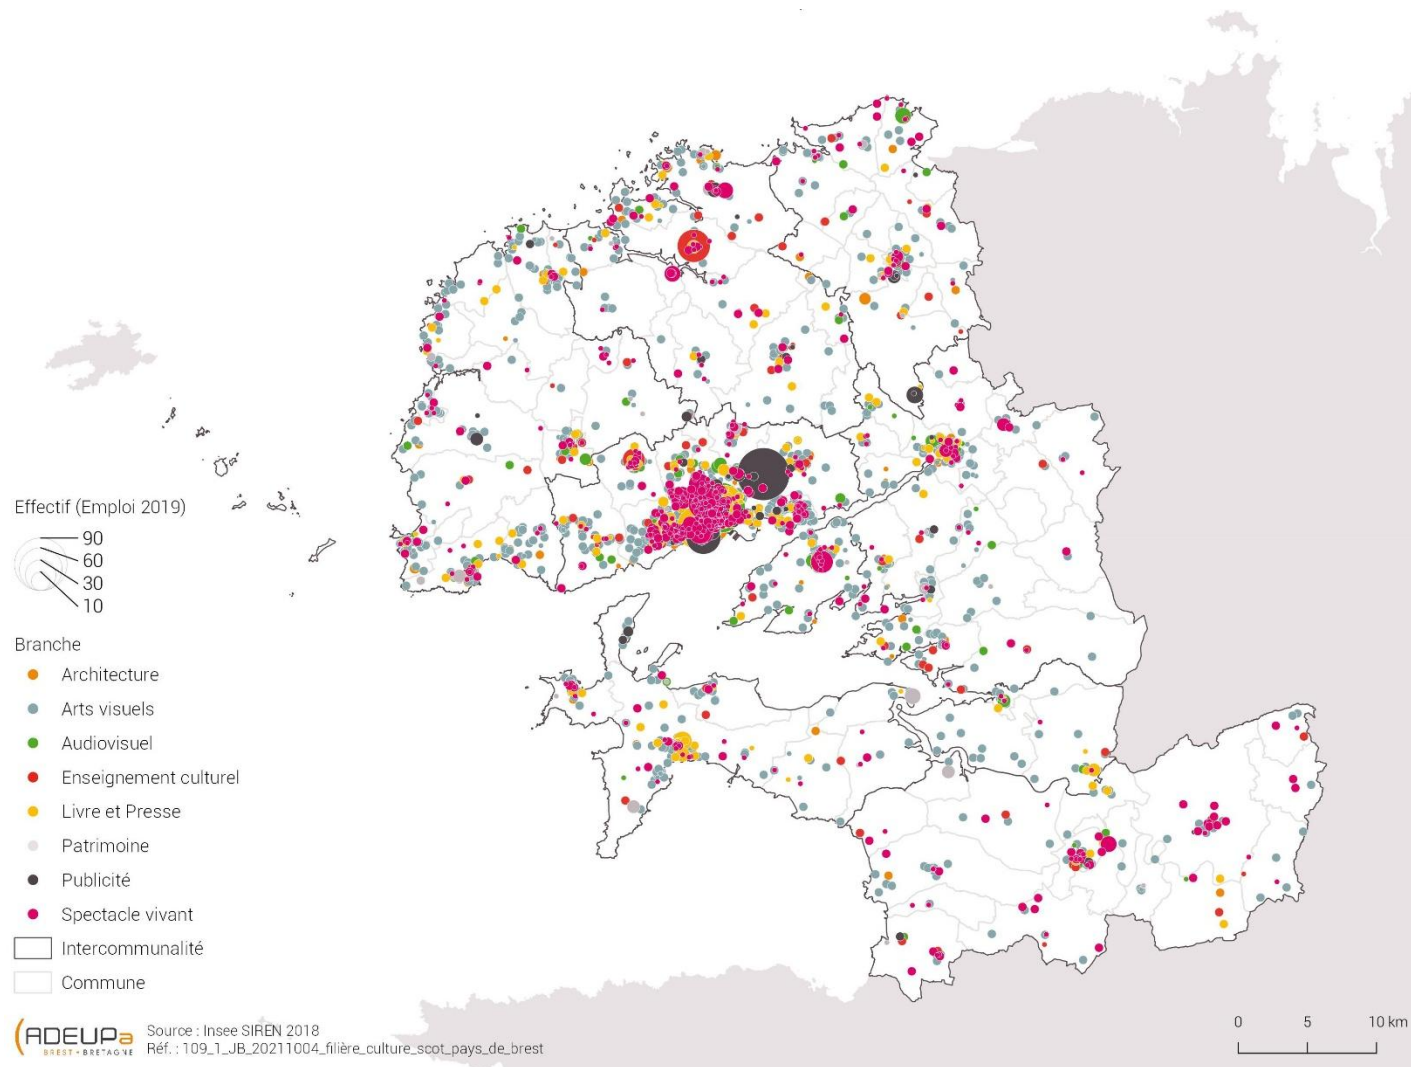 Effectif (Emploi 2019)
90
60
30
10
Branche
Architecture
Arts visuels
Audiovisuel
Enseignement culturel
Livre et Presse
Patrimoine
Publicité
Spectacle vivant
Intercommunalité
Commune
ADEUPa
BREST • BRETAGNE
Source : Insee SIREN 2018
Réf. : 109_1_JB_20211004_filière_culture_scot_pays_de_brest
0 5 10 km